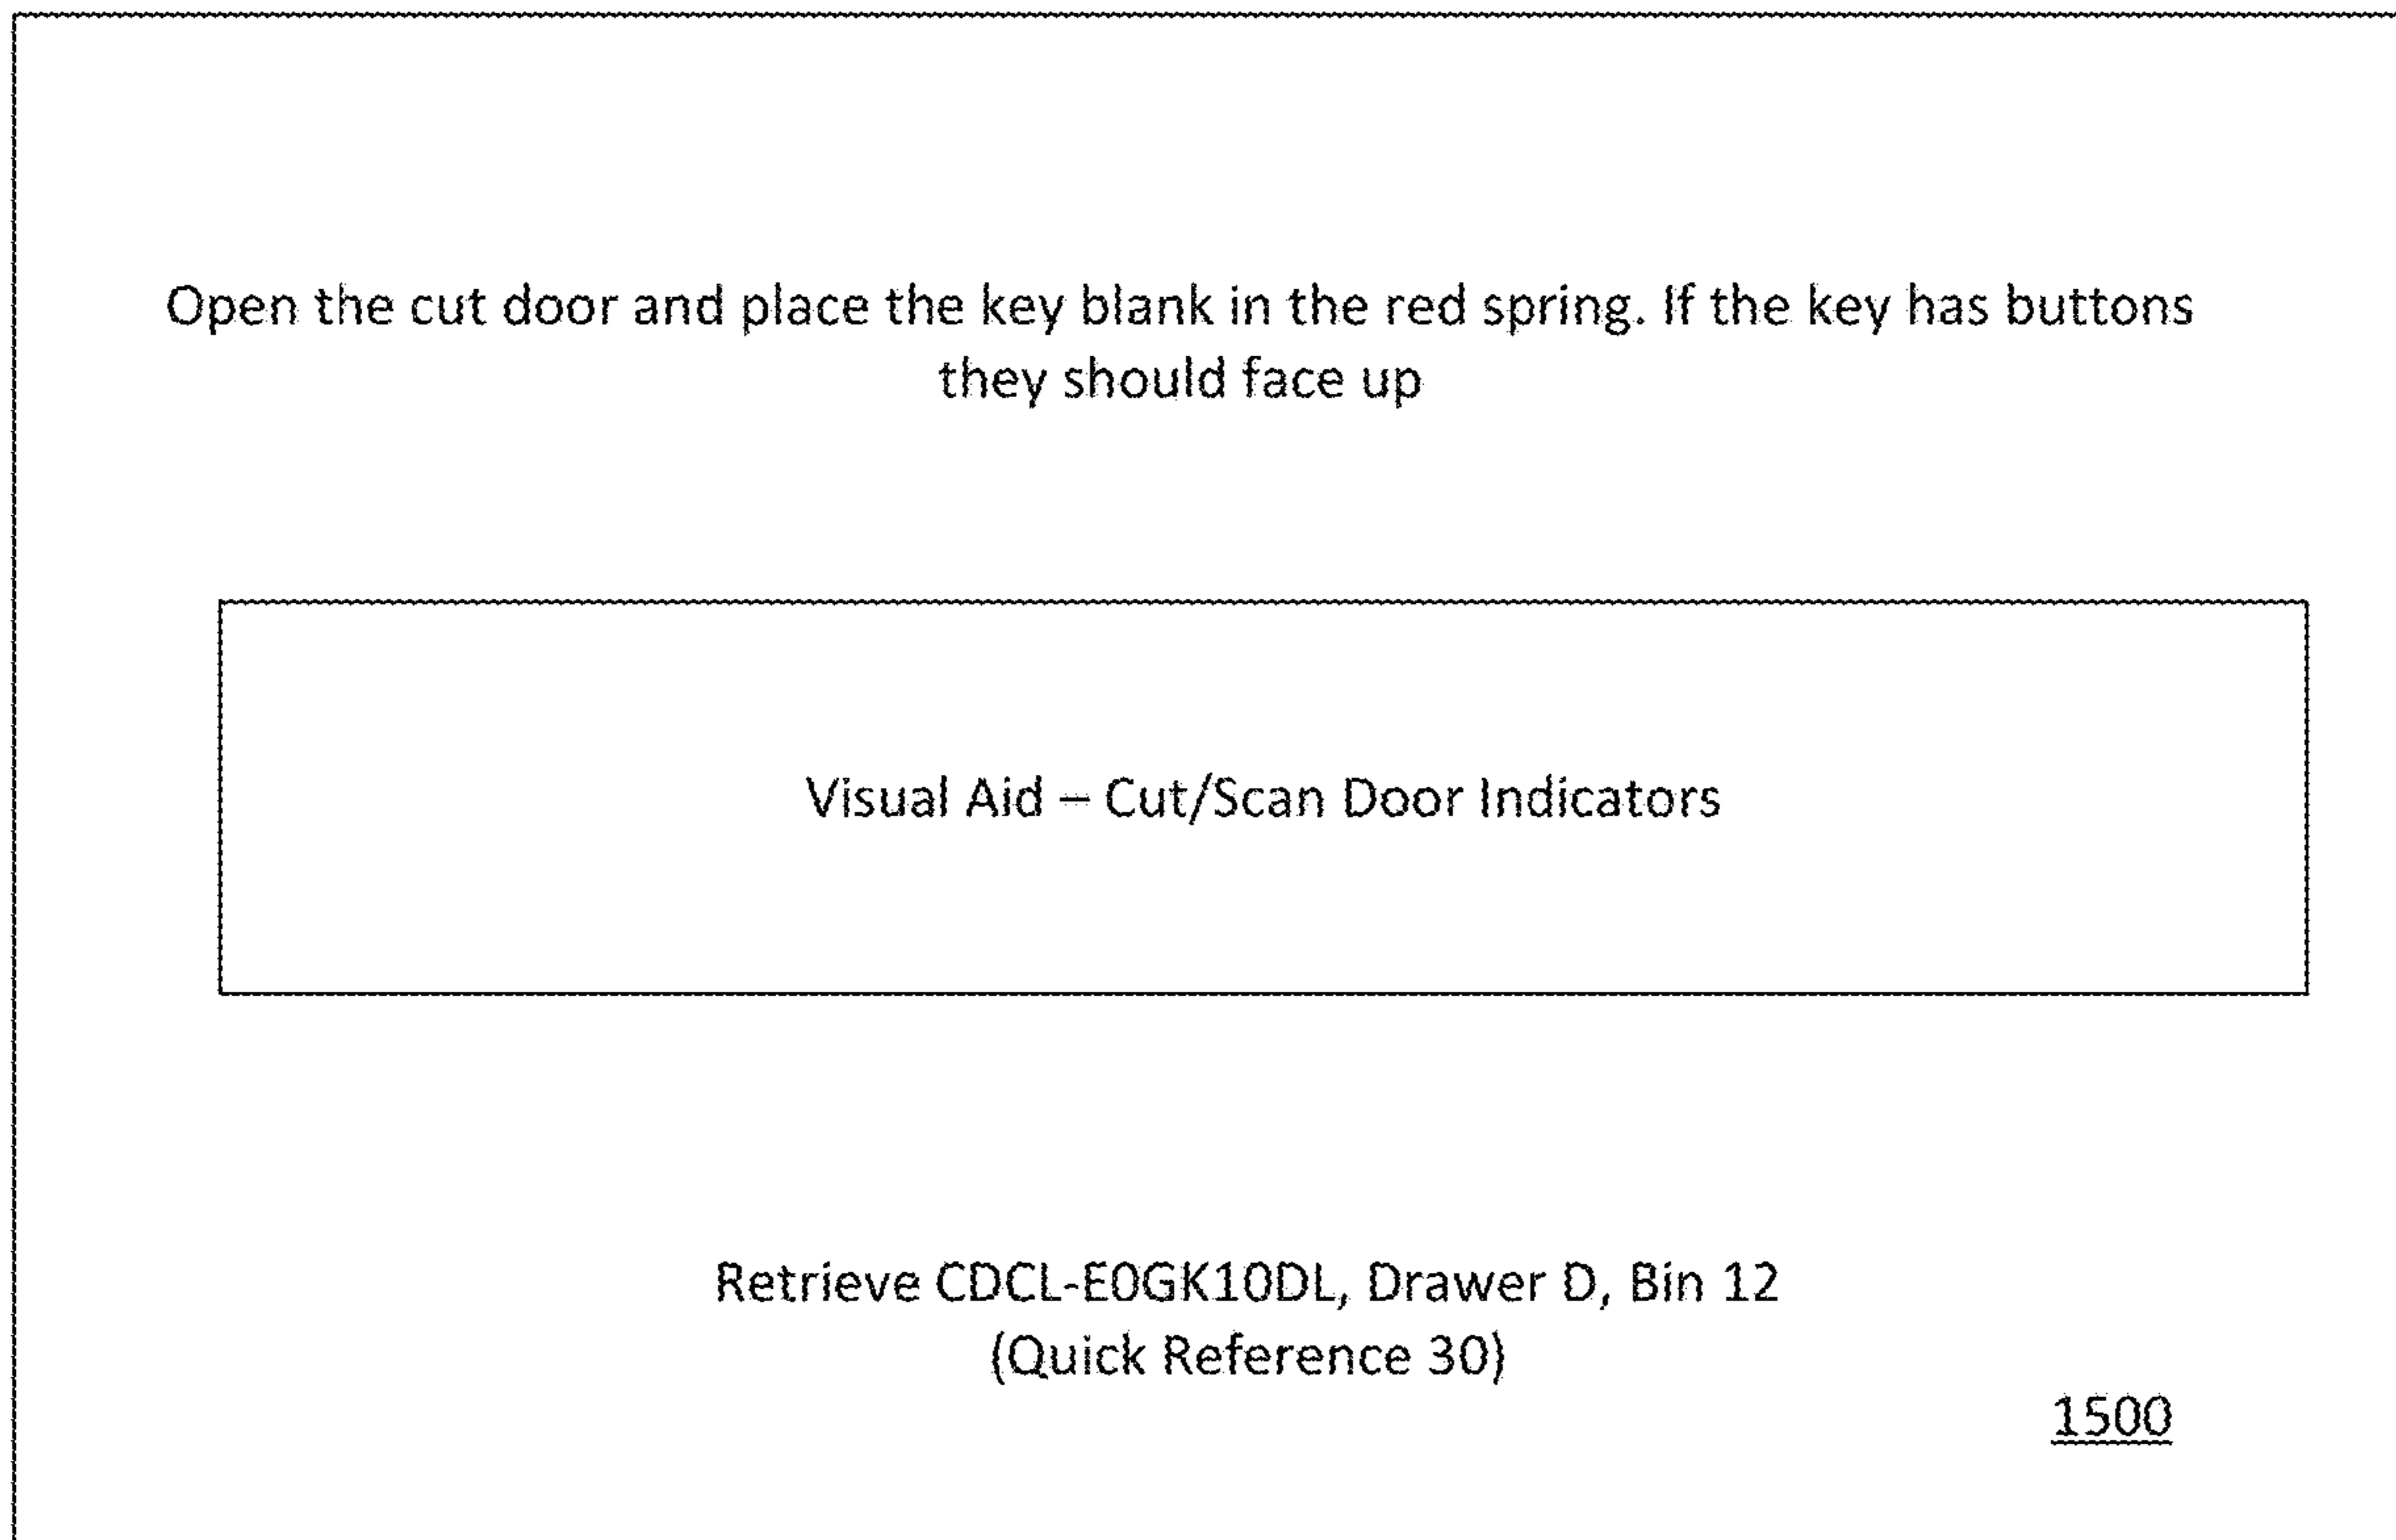 Open the cut door and place the key blank in the red spring. If the key has buttons
they should face up
Visual Aid – Cut/Scan Door Indicators
Retrieve CDCL-E0GK10DL, Drawer D, Bin 12
(Quick Reference 30)
1500